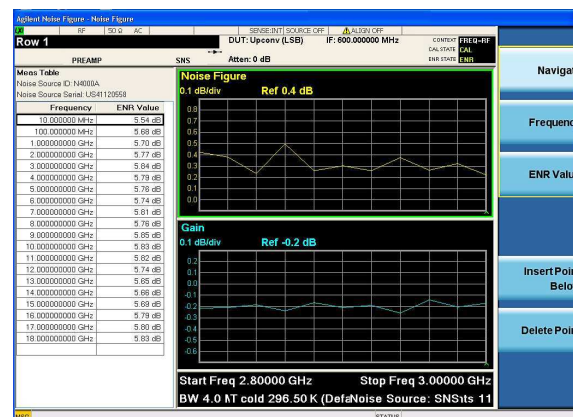 Agilent Noise Figure - Noise Figure
RF 50 Ω AC SENSE:INT SOURCE OFF ALIGN OFF
Row 1 DUT: Upconv (LSB) IF: 600.000000 MHz CONTEXT FREQ=RF
CAL STATE CAL
PREAMP SNS Atten: 0 dB ENR STATE ENR
Meas Table
Noise Source ID: N4000A
Noise Source Serial: US41120558
Frequency ENR Value
10.000000 MHz 5.54 dB
100.000000 MHz 5.68 dB
1.000000000 GHz 5.70 dB
2.000000000 GHz 5.77 dB
3.000000000 GHz 5.84 dB
4.000000000 GHz 5.79 dB
5.000000000 GHz 5.76 dB
6.000000000 GHz 5.74 dB
7.000000000 GHz 5.81 dB
8.000000000 GHz 5.76 dB
9.000000000 GHz 5.85 dB
10.000000000 GHz 5.83 dB
11.000000000 GHz 5.82 dB
12.000000000 GHz 5.74 dB
13.000000000 GHz 5.65 dB
14.000000000 GHz 5.66 dB
15.000000000 GHz 5.69 dB
16.000000000 GHz 5.79 dB
17.000000000 GHz 5.80 dB
18.000000000 GHz 5.83 dB
Noise Figure
0.1 dB/div Ref 0.4 dB
0.8
0.7
0.6
0.5
0.4
0.3
0.2
0.1
0.0
Gain
0.1 dB/div Ref -0.2 dB
0.2
0.1
0.0
-0.1
-0.2
-0.3
-0.4
-0.5
-0.6
Start Freq 2.80000 GHz Stop Freq 3.00000 GHz
BW 4.0 MT cold 296.50 K (DefaNoise Source: SNSts 11
MSG STATUS
Navigat
Frequenc
ENR Valu
Insert Poin
Belo
Delete Poin